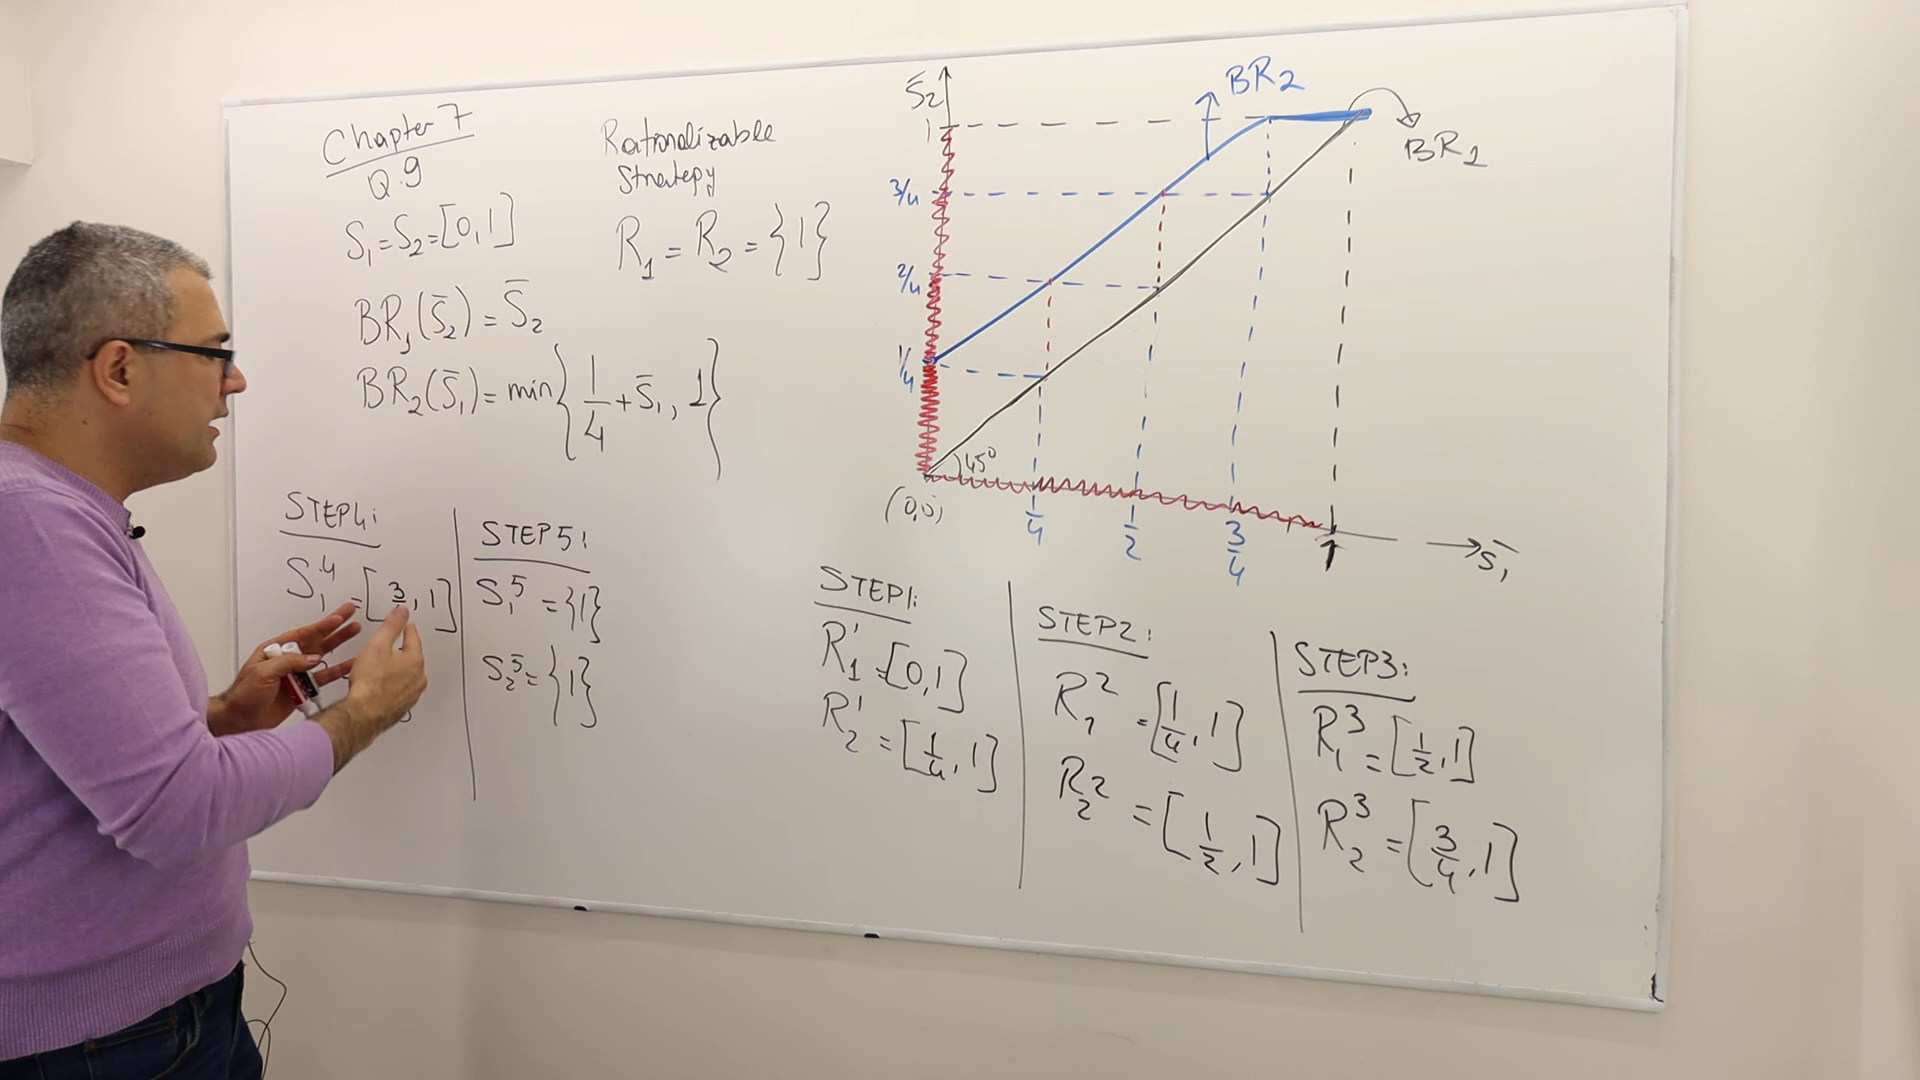 Chapter 7
Q.9
S₁=S₂=[0,1]
BR₁(S̄₂)=S̄₂
BR₂(S̄₁)=min{1/4+S̄₁, 1}
Rationalizable
Strategy
R₁=R₂={1}
STEP4:
S₁⁴=[3/4,1]
STEP5:
S₁⁵={1}
S₂⁵={1}
S̄₂
1
3/4
2/4
1/4
BR₂
BR₁
45°
(0,0)
1/4
1/2
3/4
1
S̄₁
STEP1:
R₁¹=[0,1]
R₂¹=[1/4,1]
STEP2:
R₁²=[1/4,1]
R₂²=[1/2,1]
STEP3:
R₁³=[1/2,1]
R₂³=[3/4,1]